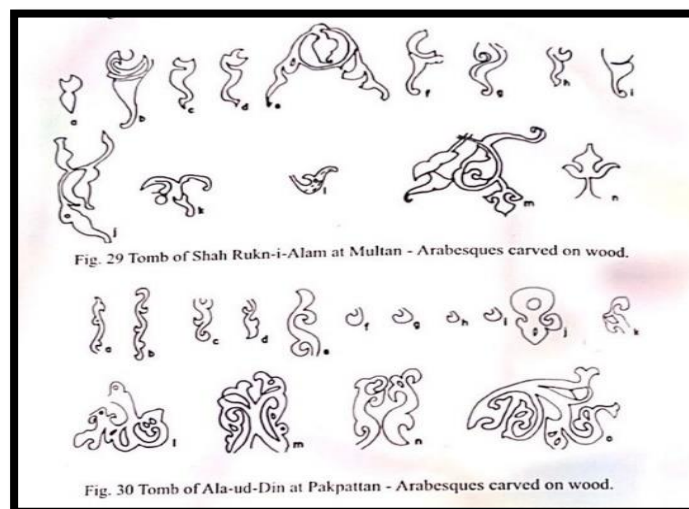 a b c d e f g h i
j k l m n
Fig. 29 Tomb of Shah Rukn-i-Alam at Multan - Arabesques carved on wood.
a b c d e f g h i j k
l m n o
Fig. 30 Tomb of Ala-ud-Din at Pakpattan - Arabesques carved on wood.